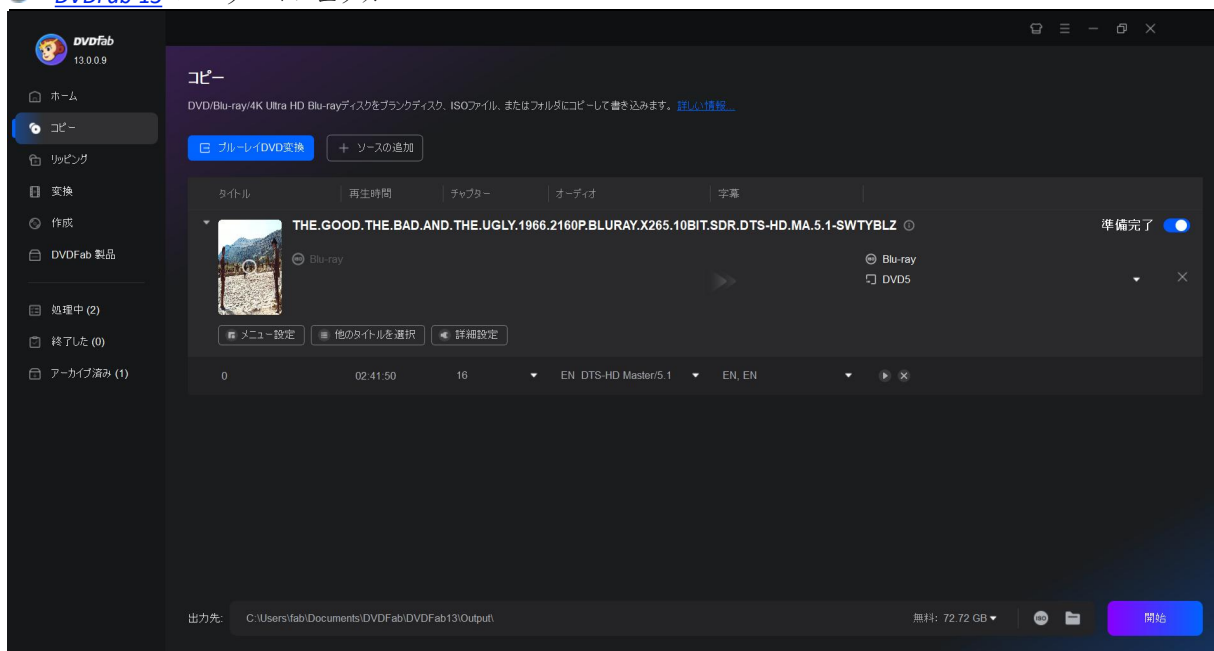 DVDFab 13
DVDFab
13.0.0.9
ホーム
コピー
リッピング
変換
作成
DVDFab 製品
処理中 (2)
終了した (0)
アーカイブ済み (1)
コピー
DVD/Blu-ray/4K Ultra HD Blu-rayディスクをブランクディスク、ISOファイル、またはフォルダにコピーして書き込みます。 詳しい情報...
ブルーレイDVD変換
ソースの追加
タイトル 再生時間 チャプター オーディオ 字幕
THE.GOOD.THE.BAD.AND.THE.UGLY.1966.2160P.BLURAY.X265.10BIT.SDR.DTS-HD.MA.5.1-SWTYBLZ
準備完了
Blu-ray
Blu-ray
DVD5
メニュー設定 他のタイトルを選択 詳細設定
0 02:41:50 16 EN DTS-HD Master/5.1 EN, EN
出力先: C:\Users\fab\Documents\DVDFab\DVDFab13\Output\ 無料: 72.72 GB
ISO
開始